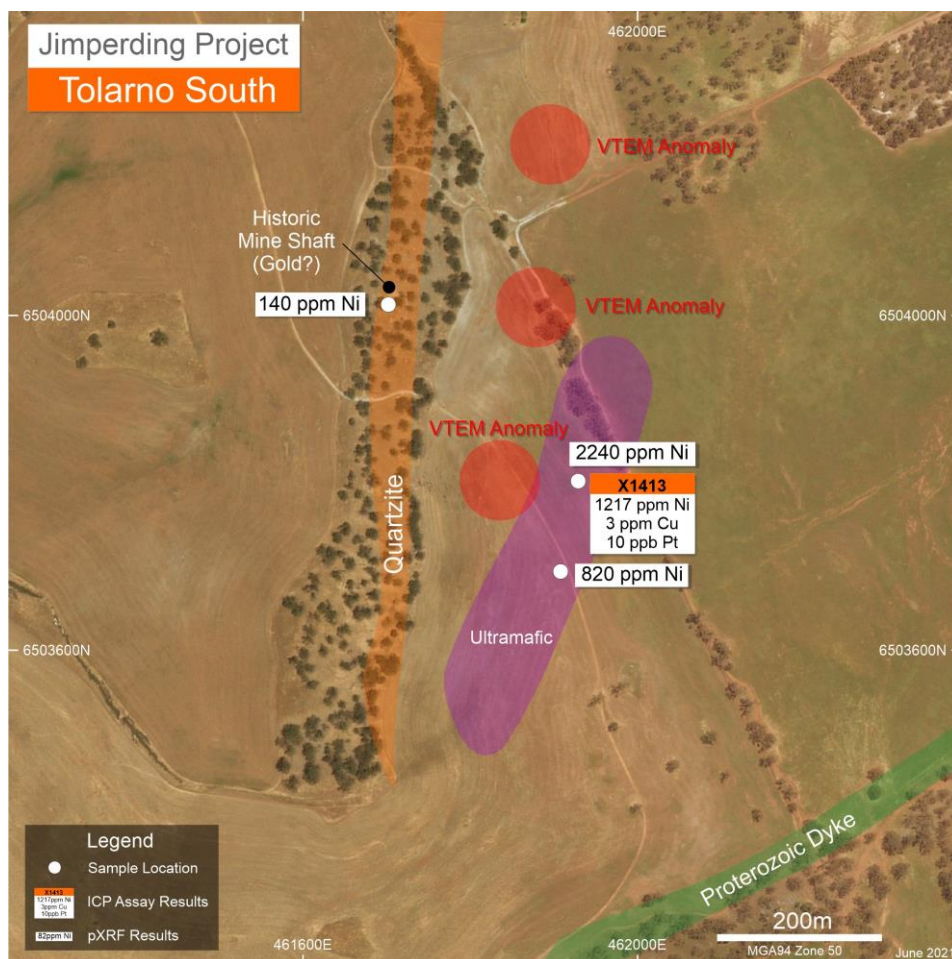 Jimperding Project
Tolarno South
462000E
VTEM Anomaly
Historic
Mine Shaft
(Gold?)
140 ppm Ni
6504000N
VTEM Anomaly
6504000N
VTEM Anomaly
2240 ppm Ni
X1413
1217 ppm Ni
3 ppm Cu
10 ppb Pt
Quartzite
820 ppm Ni
Ultramafic
6503600N
6503600N
Proterozoic Dyke
Legend
Sample Location
X1413
1217ppm Ni
3ppm Cu
10ppb Pt
ICP Assay Results
82ppm Ni
pXRF Results
461600E
462000E
200m
MGA94 Zone 50
June 2021